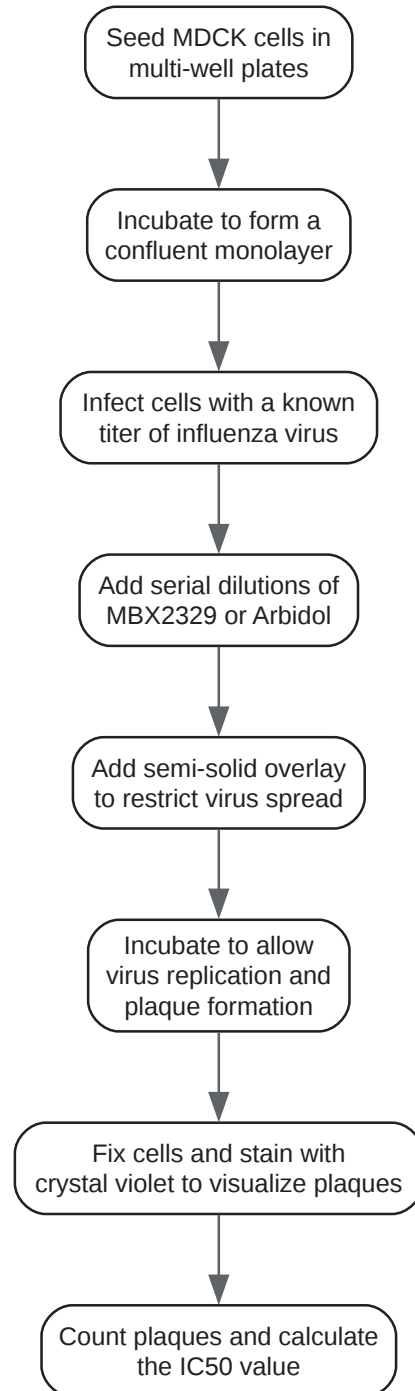 Seed MDCK cells in
multi-well plates
Incubate to form a
confluent monolayer
Infect cells with a known
titer of influenza virus
Add serial dilutions of
MBX2329 or Arbidol
Add semi-solid overlay
to restrict virus spread
Incubate to allow
virus replication and
plaque formation
Fix cells and stain with
crystal violet to visualize plaques
Count plaques and calculate
the IC50 value